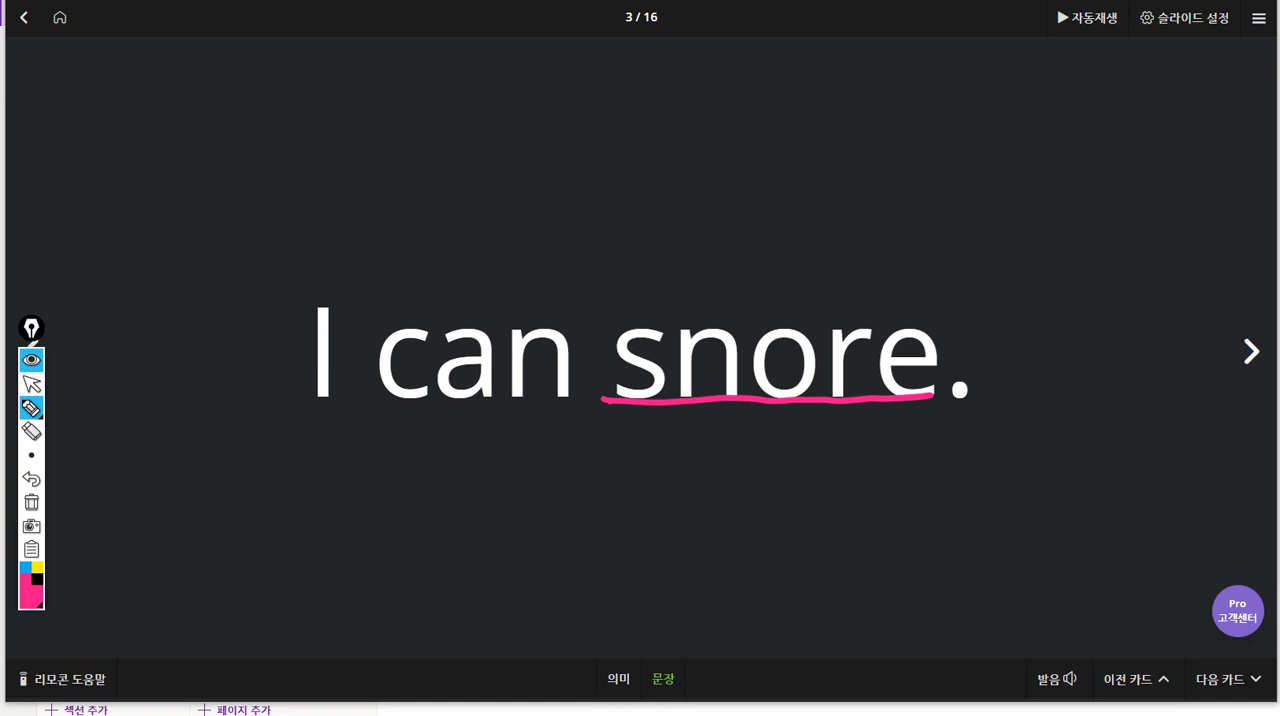 3 / 16
자동재생
슬라이드 설정
I can snore.
Pro
고객센터
리모콘 도움말
의미
문장
발음
이전 카드
다음 카드
섹션 추가
페이지 추가